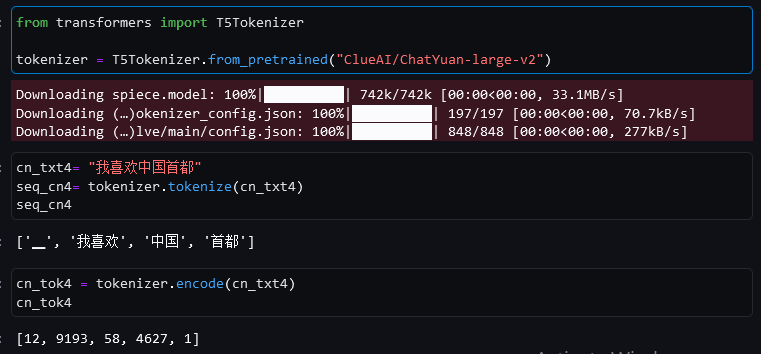 from transformers import T5Tokenizer
tokenizer = T5Tokenizer.from_pretrained("ClueAI/ChatYuan-large-v2")
Downloading spiece.model: 100%|██████████| 742k/742k [00:00<00:00, 33.1MB/s]
Downloading (…)okenizer_config.json: 100%|██████████| 197/197 [00:00<00:00, 70.7kB/s]
Downloading (…)lve/main/config.json: 100%|██████████| 848/848 [00:00<00:00, 277kB/s]
cn_txt4= "我喜欢中国首都"
seq_cn4= tokenizer.tokenize(cn_txt4)
seq_cn4
['▁', '我喜欢', '中国', '首都']
cn_tok4 = tokenizer.encode(cn_txt4)
cn_tok4
[12, 9193, 58, 4627, 1]